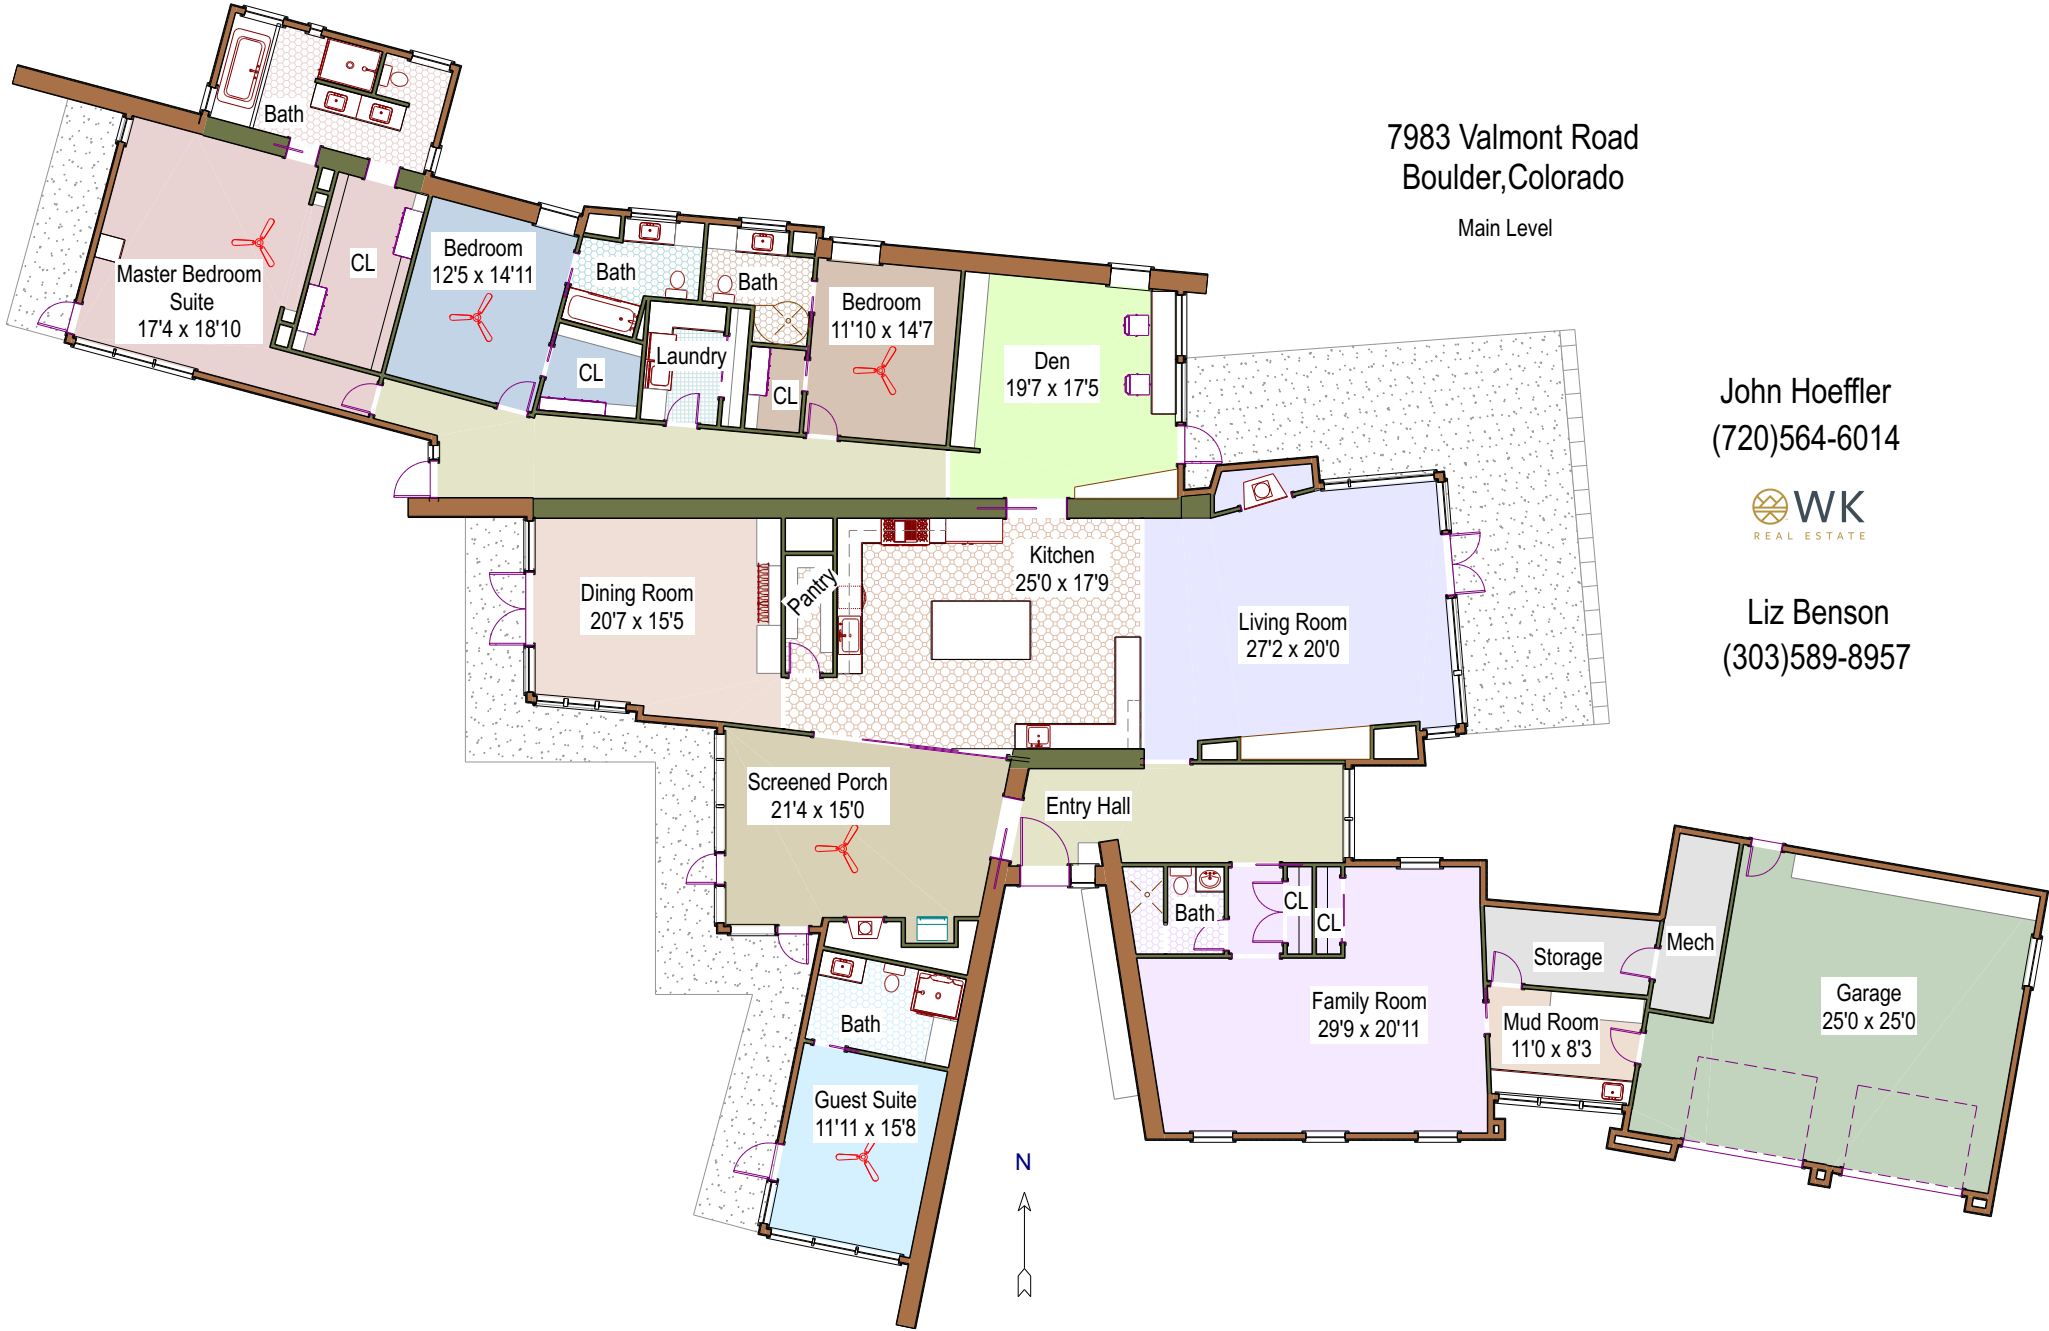 7983 Valmont Road
Boulder,Colorado
Main Level
John Hoeffler
(720)564-6014
WK
REAL ESTATE
Liz Benson
(303)589-8957
Bath
Master Bedroom
Suite
17'4 x 18'10
CL
Bedroom
12'5 x 14'11
Bath
CL
Laundry
Bath
CL
Bedroom
11'10 x 14'7
Den
19'7 x 17'5
Dining Room
20'7 x 15'5
Pantry
Kitchen
25'0 x 17'9
Living Room
27'2 x 20'0
Screened Porch
21'4 x 15'0
Entry Hall
Bath
CL
CL
Family Room
29'9 x 20'11
Storage
Mech
Mud Room
11'0 x 8'3
Garage
25'0 x 25'0
Bath
Guest Suite
11'11 x 15'8
N